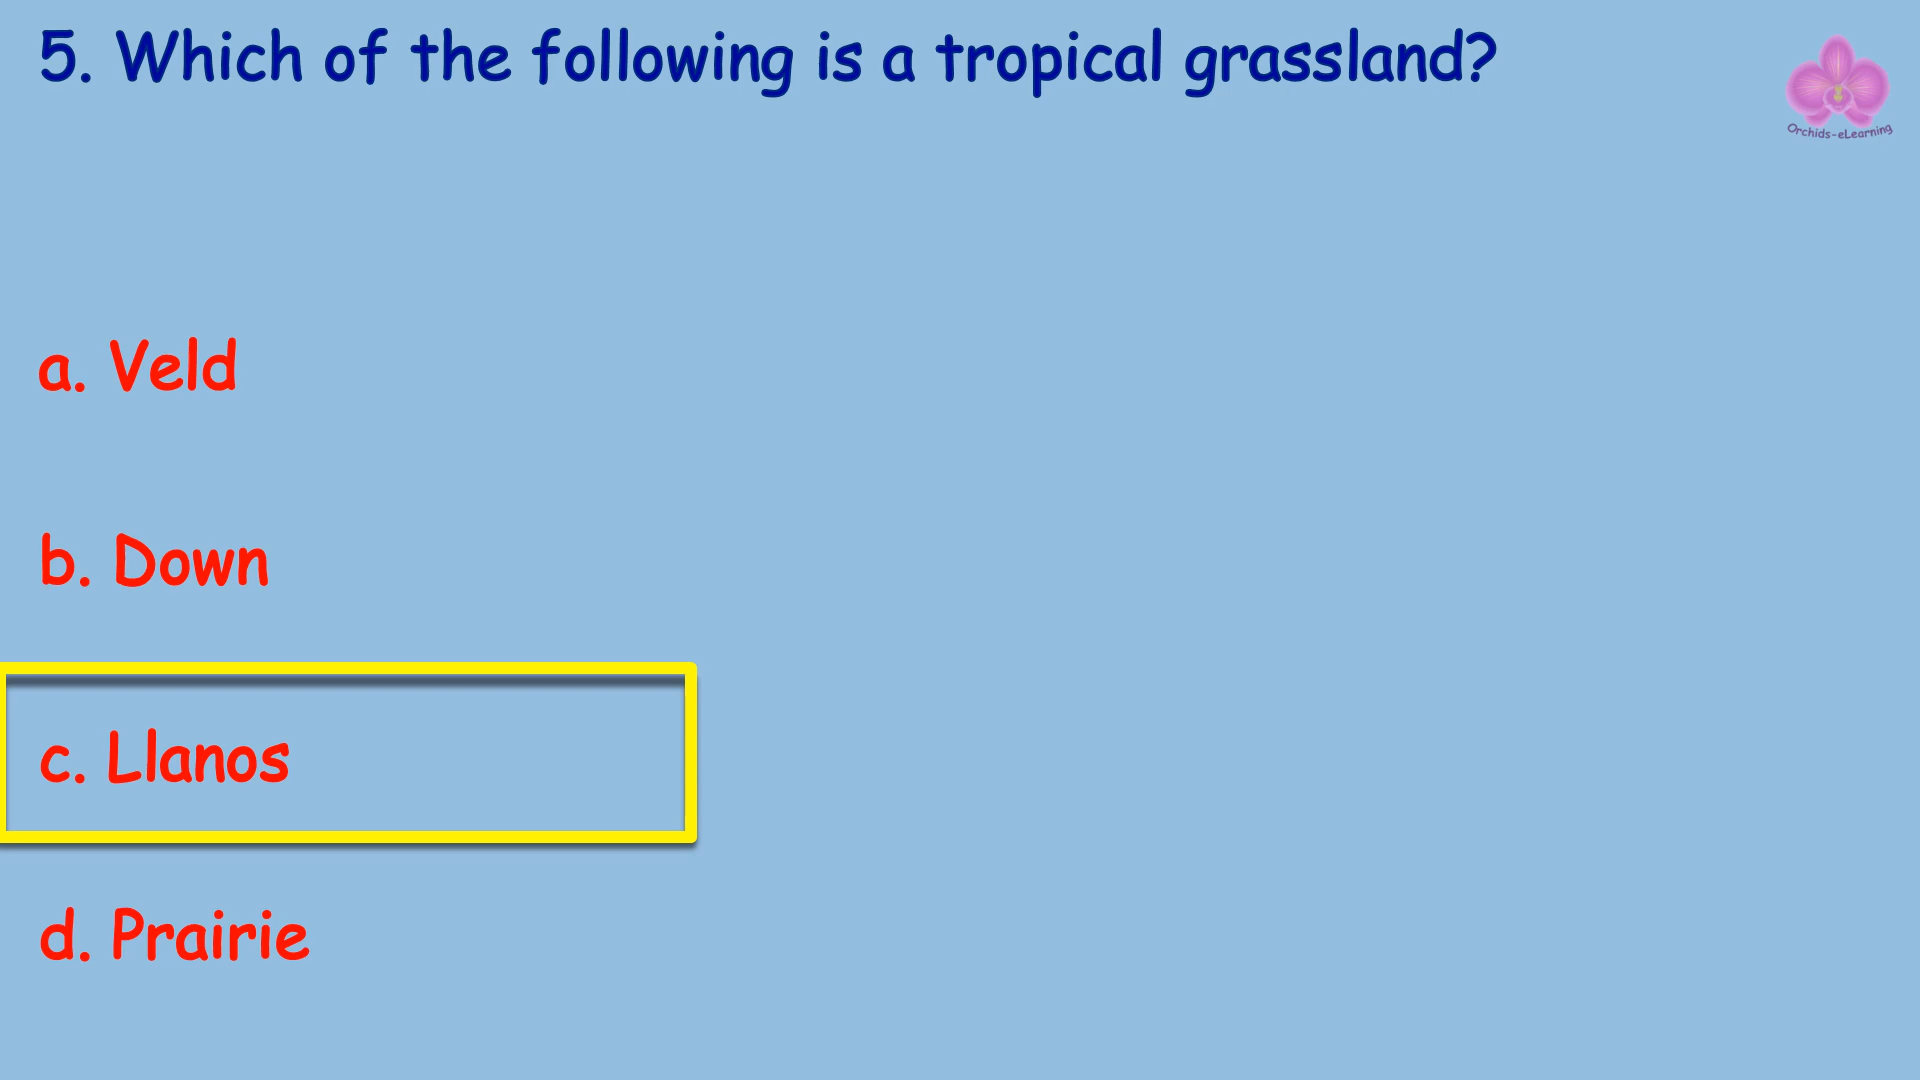 5. Which of the following is a tropical grassland?
Orchids-eLearning
a. Veld
b. Down
c. Llanos
d. Prairie